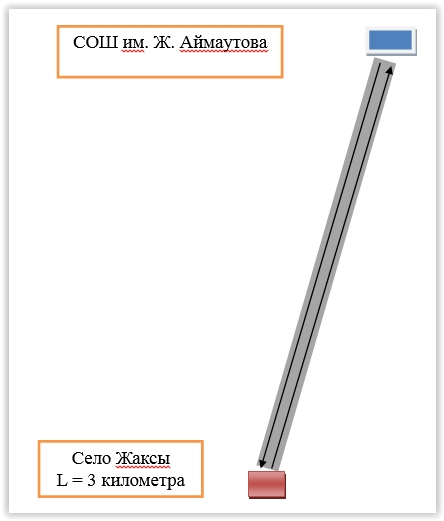 СОШ им. Ж. Аймаутова
Село Жаксы
L = 3 километра